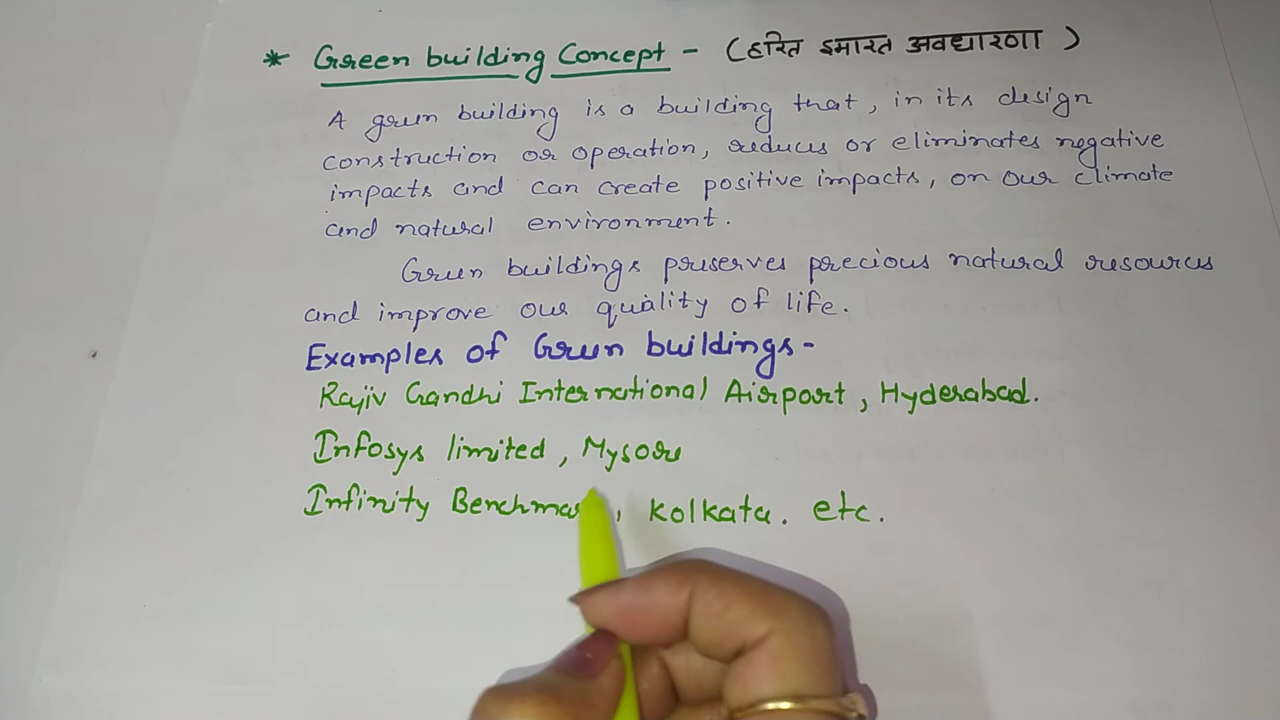 * Green building Concept - (हरित इमारत अवधारणा )
A green building is a building that, in its design
construction or operation, reduces or eliminates negative
impacts and can create positive impacts, on our climate
and natural environment.
Green buildings preserves precious natural resources
and improve our quality of life.
Examples of Green buildings-
Rajiv Gandhi International Airport, Hyderabad.
Infosys limited, Mysore
Infinity , Kolkata. etc.